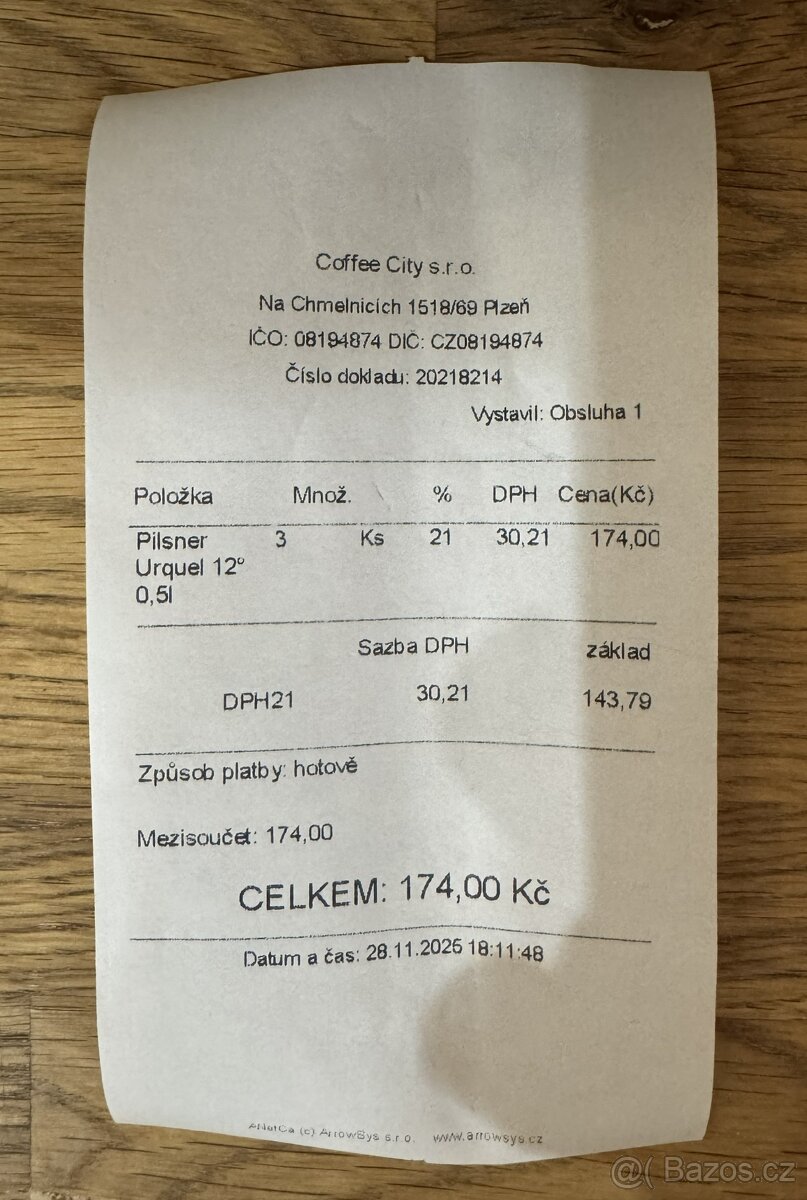 Coffee City s.r.o.
Na Chmelnicích 1518/69 Plzeň
IČO: 08194874 DIČ: CZ08194874
Číslo dokladu: 20218214
Vystavil: Obsluha 1
Položka Množ. % DPH Cena(Kč)
Pilsner 3 Ks 21 30,21 174,00
Urquel 12°
0,5l
Sazba DPH základ
DPH21 30,21 143,79
Způsob platby: hotově
Mezisoučet: 174,00
CELKEM: 174,00 Kč
Datum a čas: 28.11.2025 18:11:48
(c) ArrowSys s.r.o. www.arrowsys.cz
@( Bazos.cz